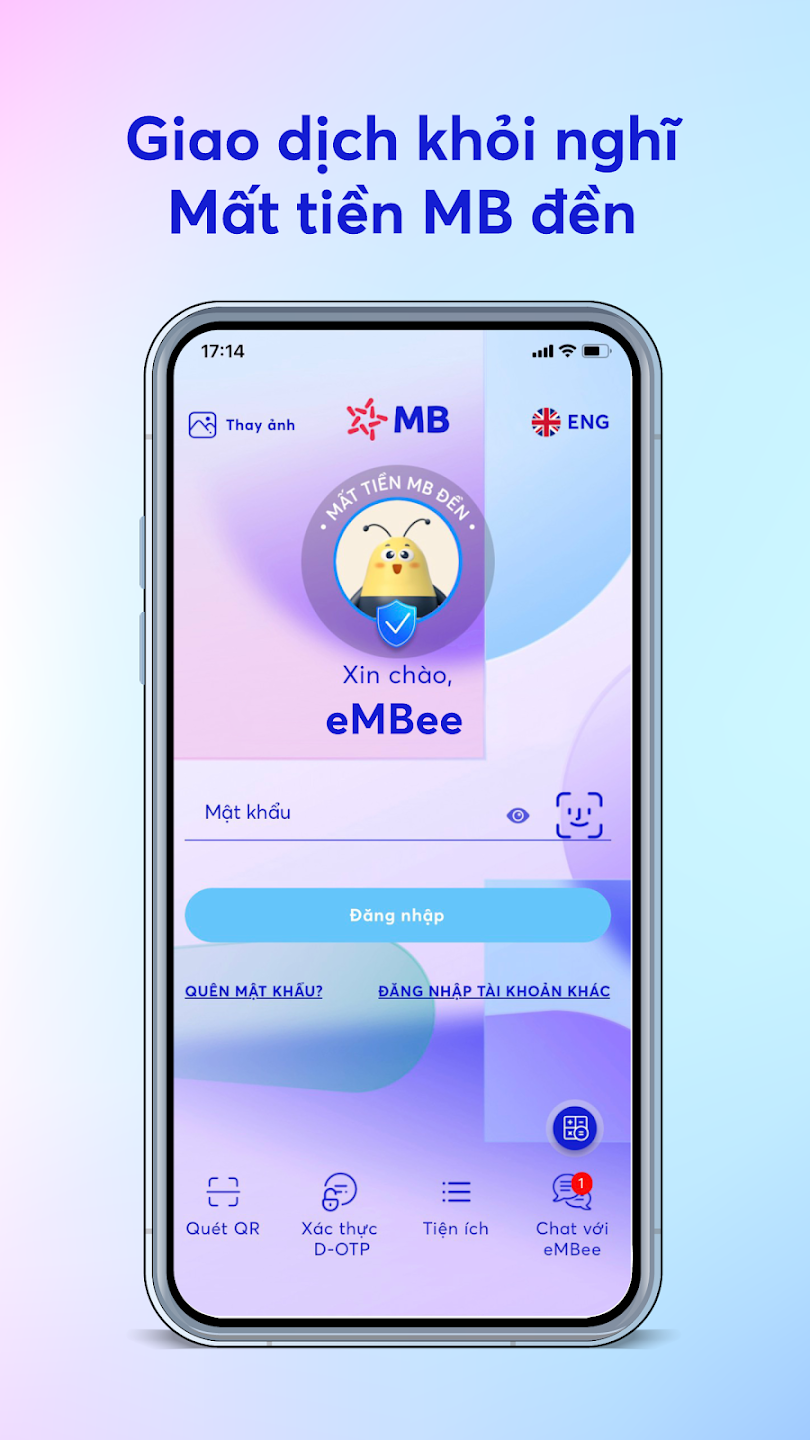 Giao dịch khỏi nghĩ
Mất tiền MB đền
17:14
Thay ảnh
MB
ENG
• MẤT TIỀN MB ĐỀN •
Xin chào,
eMBee
Mật khẩu
Đăng nhập
QUÊN MẬT KHẨU?
ĐĂNG NHẬP TÀI KHOẢN KHÁC
1
Quét QR
Xác thực
D-OTP
Tiện ích
Chat với
eMBee